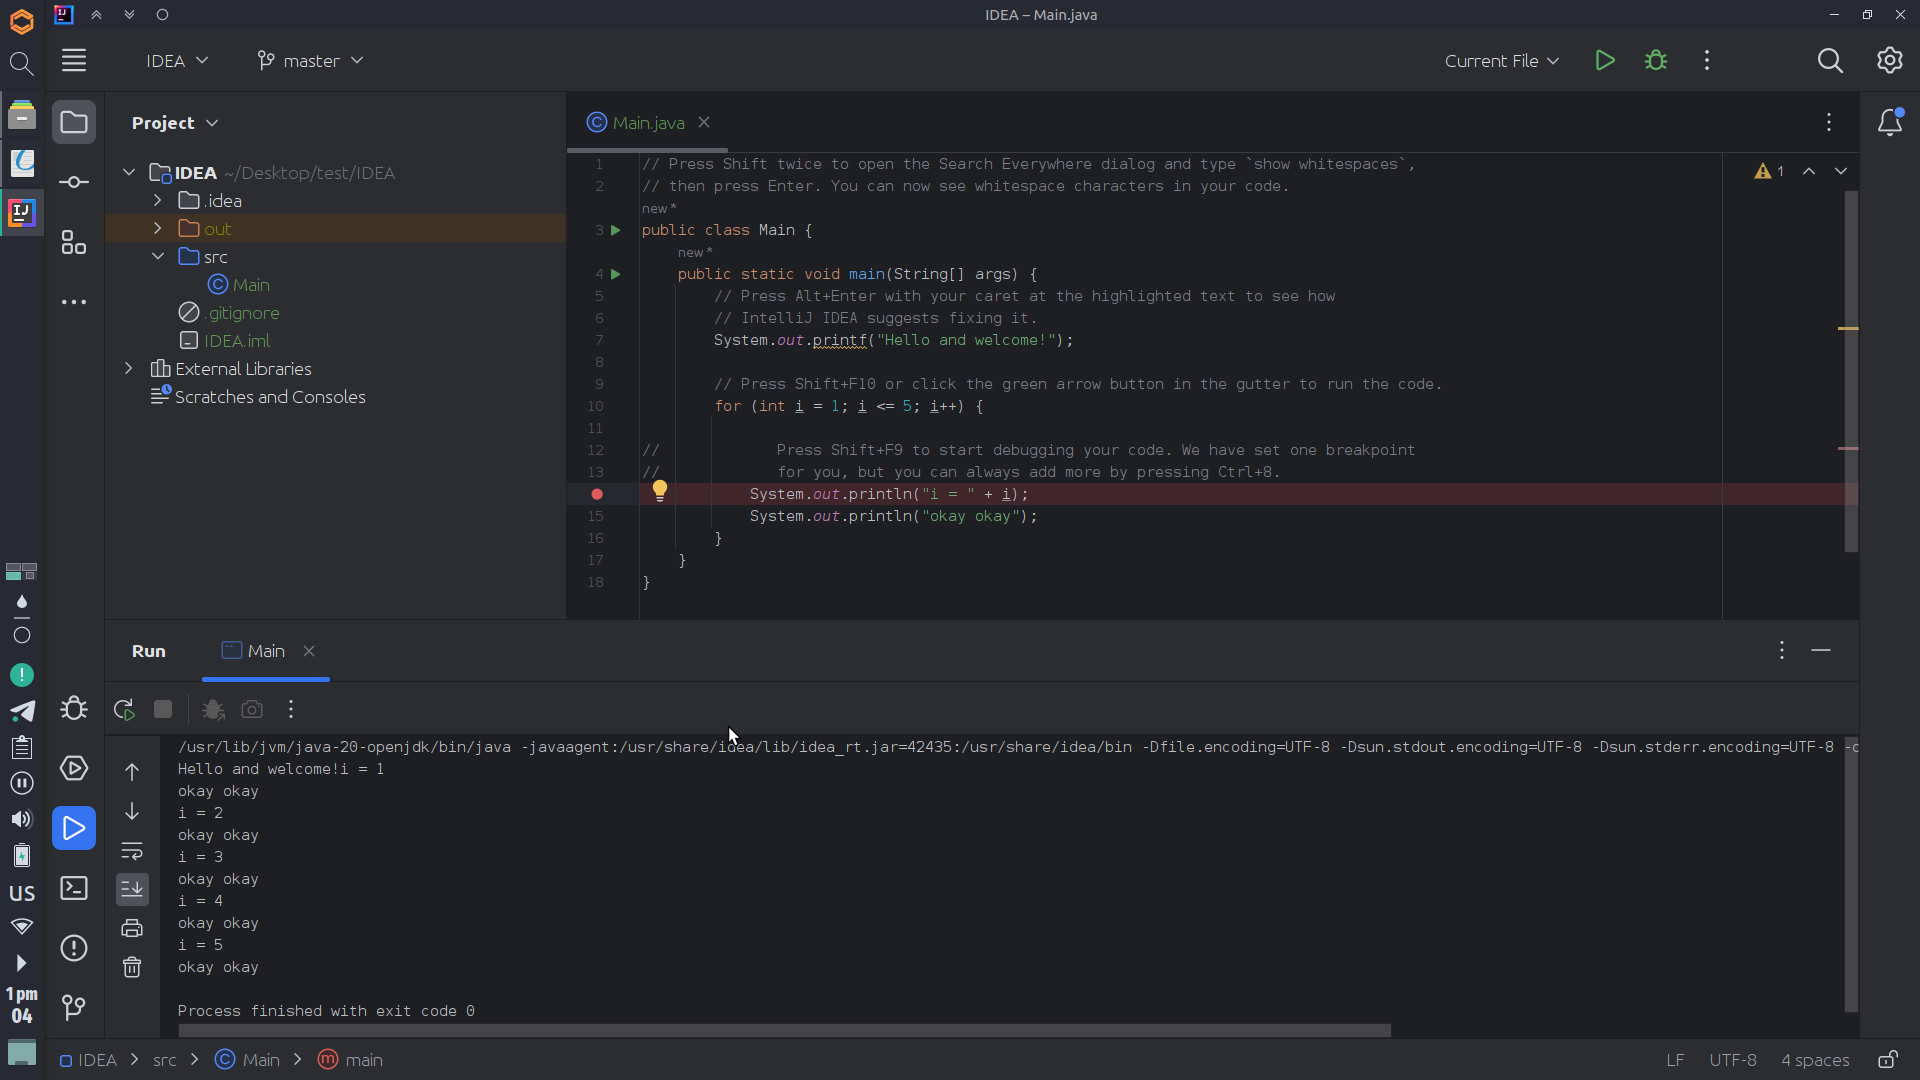 IDEA – Main.java
IDEA
master
Current File
Project
Main.java
IDEA ~/Desktop/test/IDEA
.idea
out
src
Main
.gitignore
IDEA.iml
External Libraries
Scratches and Consoles
1 // Press Shift twice to open the Search Everywhere dialog and type `show whitespaces`,
2 // then press Enter. You can now see whitespace characters in your code.
new *
3 public class Main {
new *
4 public static void main(String[] args) {
5 // Press Alt+Enter with your caret at the highlighted text to see how
6 // IntelliJ IDEA suggests fixing it.
7 System.out.printf("Hello and welcome!");
8
9 // Press Shift+F10 or click the green arrow button in the gutter to run the code.
10 for (int i = 1; i <= 5; i++) {
11
12 // Press Shift+F9 to start debugging your code. We have set one breakpoint
13 // for you, but you can always add more by pressing Ctrl+8.
System.out.println("i = " + i);
15 System.out.println("okay okay");
16 }
17 }
18 }
1
Run
Main
/usr/lib/jvm/java-20-openjdk/bin/java -javaagent:/usr/share/idea/lib/idea_rt.jar=42435:/usr/share/idea/bin -Dfile.encoding=UTF-8 -Dsun.stdout.encoding=UTF-8 -Dsun.stderr.encoding=UTF-8
Hello and welcome!i = 1
okay okay
i = 2
okay okay
i = 3
okay okay
i = 4
okay okay
i = 5
okay okay
Process finished with exit code 0
US
1 pm
04
IDEA
src
Main
main
LF
UTF-8
4 spaces